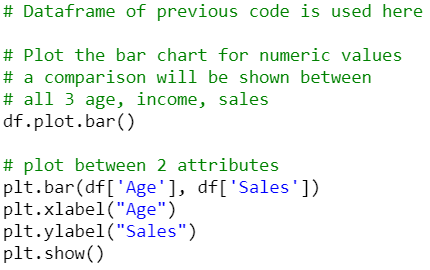 # Dataframe of previous code is used here
# Plot the bar chart for numeric values
# a comparison will be shown between
# all 3 age, income, sales
df.plot.bar()
# plot between 2 attributes
plt.bar(df['Age'], df['Sales'])
plt.xlabel("Age")
plt.ylabel("Sales")
plt.show()